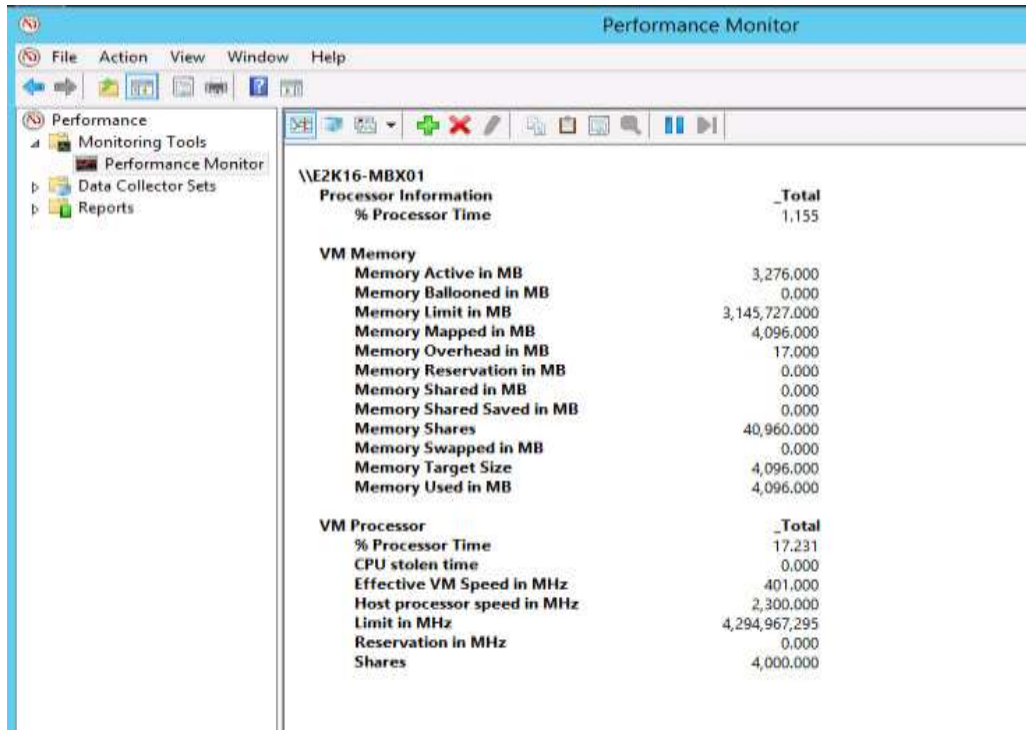 Performance Monitor
File Action View Window Help
Performance
Monitoring Tools
Performance Monitor
Data Collector Sets
Reports
\\E2K16-MBX01
Processor Information _Total
% Processor Time 1.155
VM Memory
Memory Active in MB 3,276.000
Memory Ballooned in MB 0.000
Memory Limit in MB 3,145,727.000
Memory Mapped in MB 4,096.000
Memory Overhead in MB 17.000
Memory Reservation in MB 0.000
Memory Shared in MB 0.000
Memory Shared Saved in MB 0.000
Memory Shares 40,960.000
Memory Swapped in MB 0.000
Memory Target Size 4,096.000
Memory Used in MB 4,096.000
VM Processor _Total
% Processor Time 17.231
CPU stolen time 0.000
Effective VM Speed in MHz 401.000
Host processor speed in MHz 2,300.000
Limit in MHz 4,294,967,295
Reservation in MHz 0.000
Shares 4,000.000